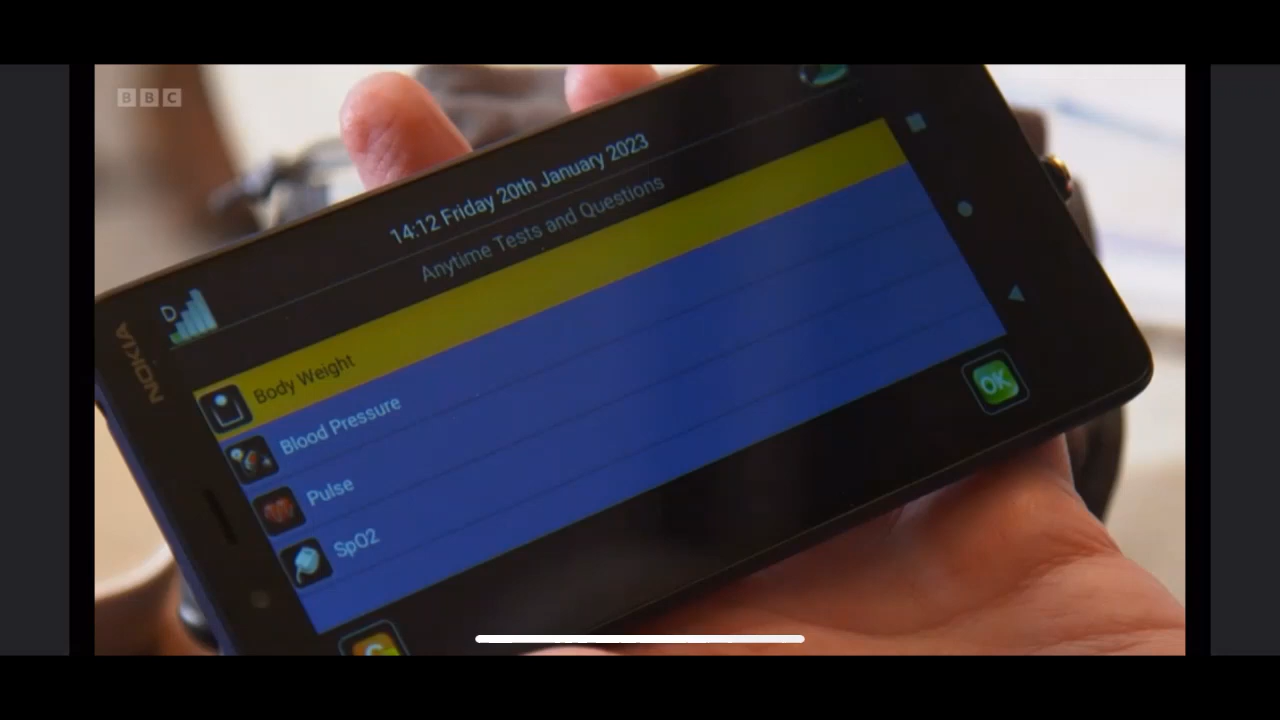 BBC
14:12 Friday 20th January 2023
Anytime Tests and Questions
D
NOKIA
Body Weight
Blood Pressure
Pulse
SpO2
OK
C